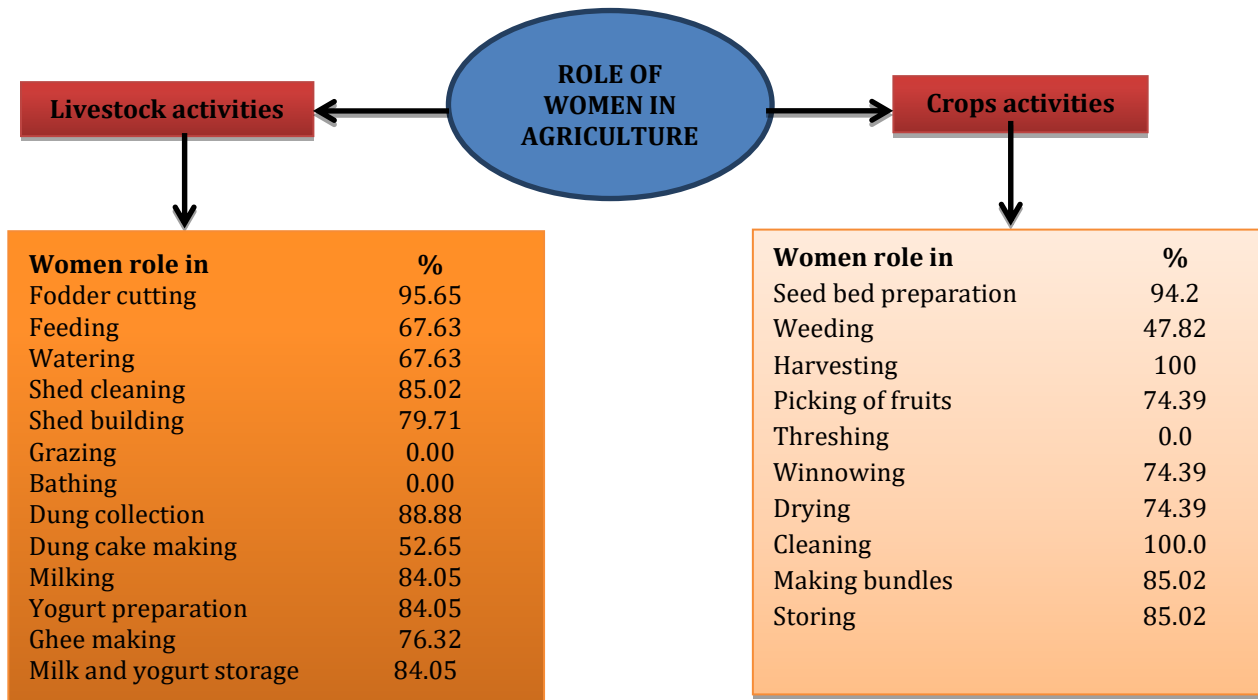 ROLE OF
WOMEN IN
AGRICULTURE
Livestock activities
Crops activities
Women role in %
Fodder cutting 95.65
Feeding 67.63
Watering 67.63
Shed cleaning 85.02
Shed building 79.71
Grazing 0.00
Bathing 0.00
Dung collection 88.88
Dung cake making 52.65
Milking 84.05
Yogurt preparation 84.05
Ghee making 76.32
Milk and yogurt storage 84.05
Women role in %
Seed bed preparation 94.2
Weeding 47.82
Harvesting 100
Picking of fruits 74.39
Threshing 0.0
Winnowing 74.39
Drying 74.39
Cleaning 100.0
Making bundles 85.02
Storing 85.02